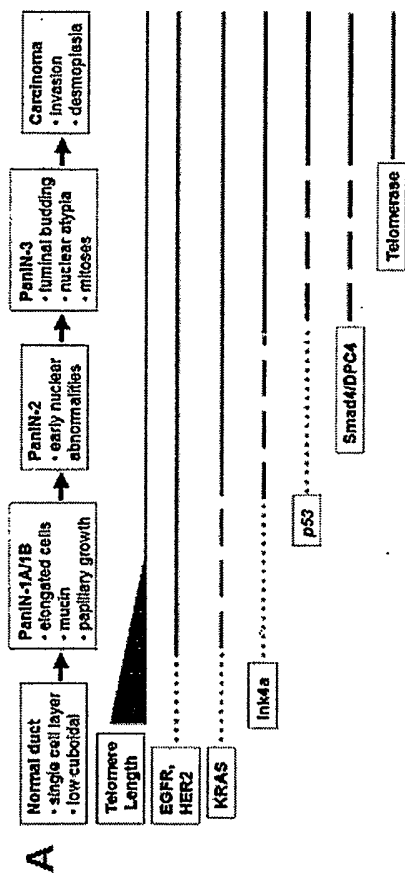 A
Normal duct
• single cell layer
• low cuboidal
PanIN-1A/1B
• elongated cells
• mucin
• papillary growth
PanIN-2
• early nuclear
abnormalities
PanIN-3
• luminal budding
• nuclear atypia
• mitoses
Carcinoma
• invasion
• desmoplasia
Telomere
Length
EGFR,
HER2
KRAS
Ink4a
p53
Smad4/DPC4
Telomerase